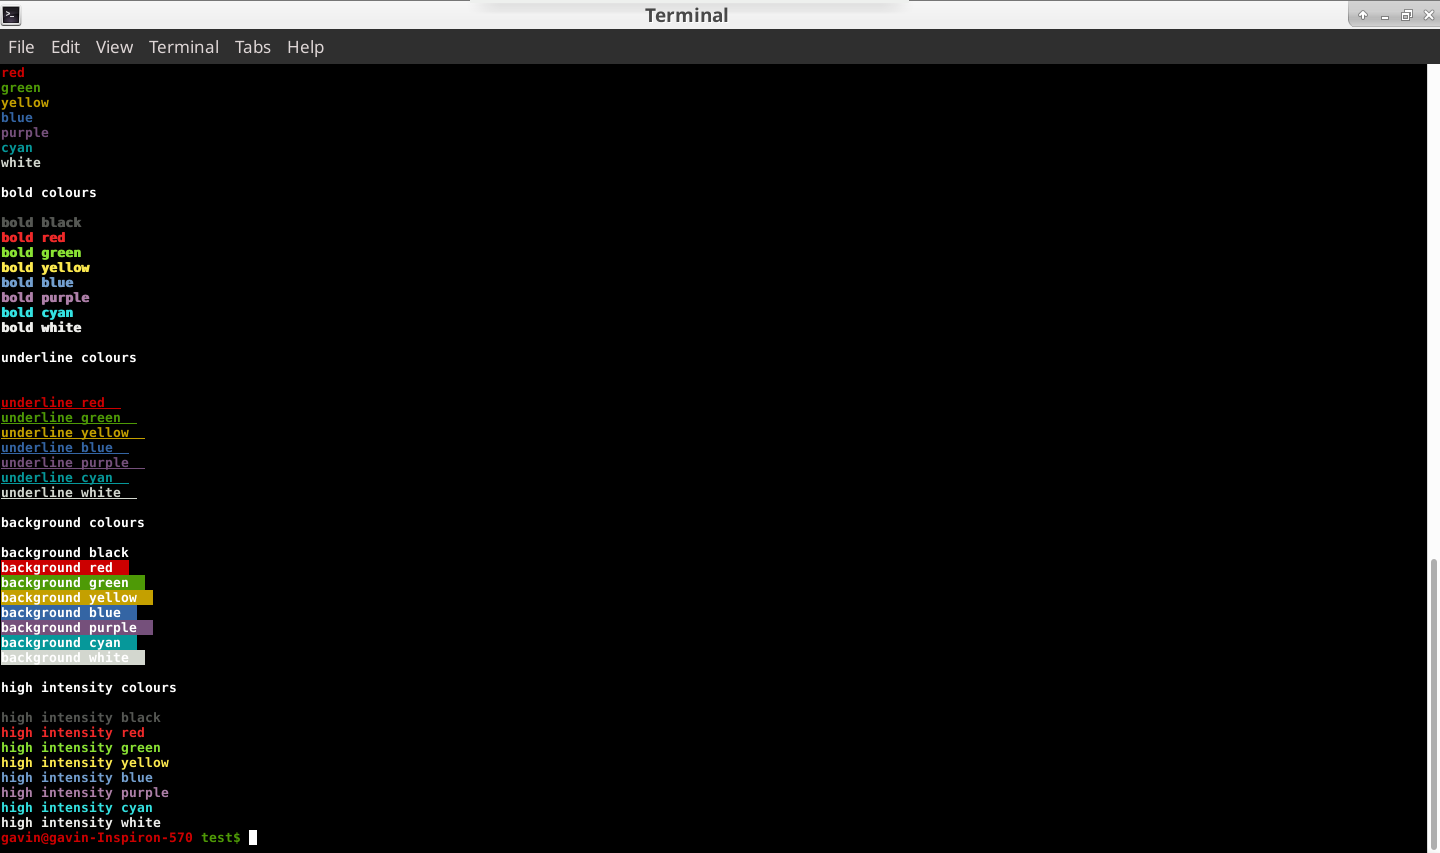 Terminal
File Edit View Terminal Tabs Help
red
green
yellow
blue
purple
cyan
white
bold colours
bold black
bold red
bold green
bold yellow
bold blue
bold purple
bold cyan
bold white
underline colours
underline red
underline green
underline yellow
underline blue
underline purple
underline cyan
underline white
background colours
background black
background red
background green
background yellow
background blue
background purple
background cyan
background white
high intensity colours
high intensity black
high intensity red
high intensity green
high intensity yellow
high intensity blue
high intensity purple
high intensity cyan
high intensity white
gavin@gavin-Inspiron-570 test$